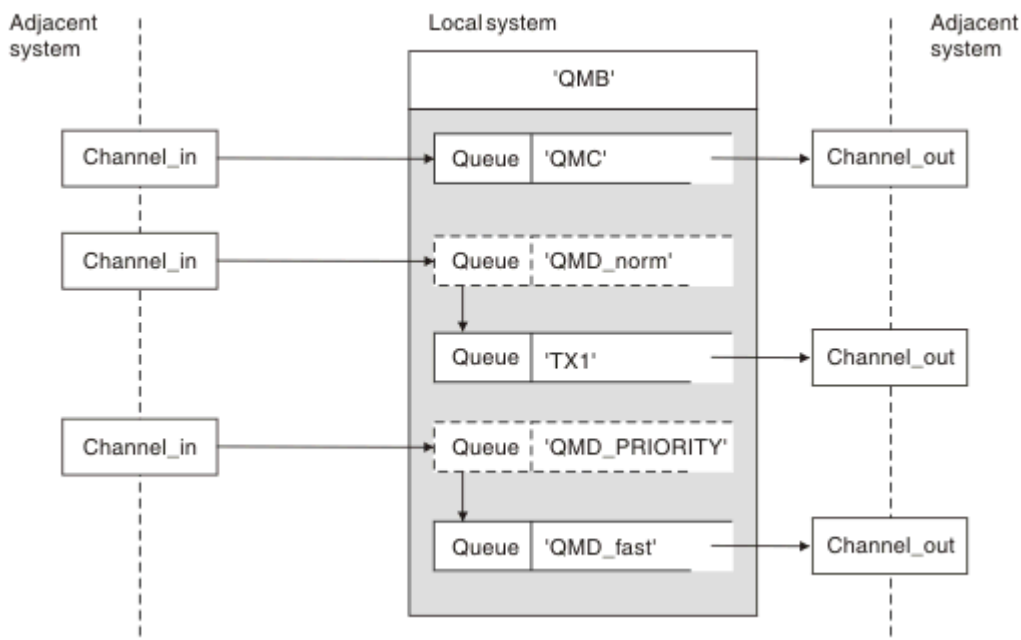 Adjacent
system
Local system
Adjacent
system
'QMB'
Channel_in
Queue
'QMC'
Channel_out
Channel_in
Queue
'QMD_norm'
Queue
'TX1'
Channel_out
Channel_in
Queue
'QMD_PRIORITY'
Queue
'QMD_fast'
Channel_out